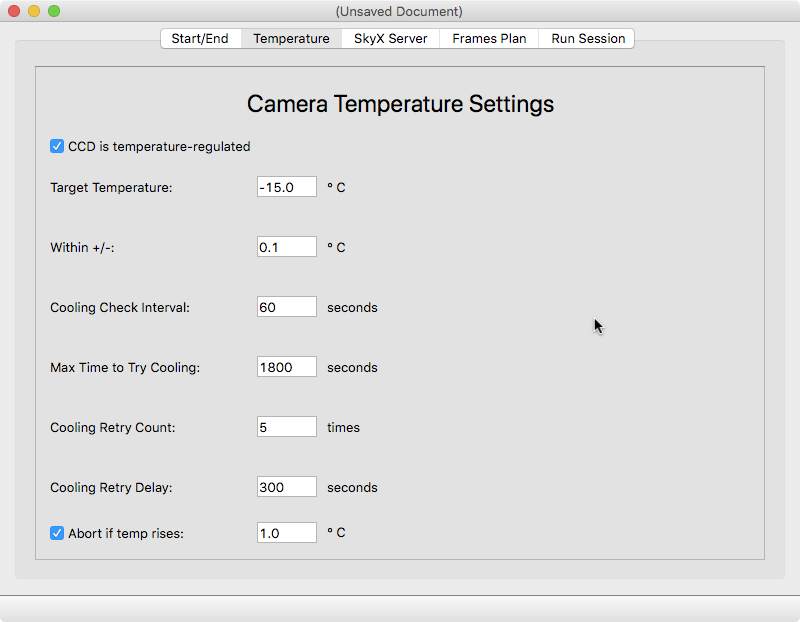 (Unsaved Document)
Start/End Temperature SkyX Server Frames Plan Run Session
Camera Temperature Settings
CCD is temperature-regulated
Target Temperature: -15.0 ° C
Within +/-: 0.1 ° C
Cooling Check Interval: 60 seconds
Max Time to Try Cooling: 1800 seconds
Cooling Retry Count: 5 times
Cooling Retry Delay: 300 seconds
Abort if temp rises: 1.0 ° C